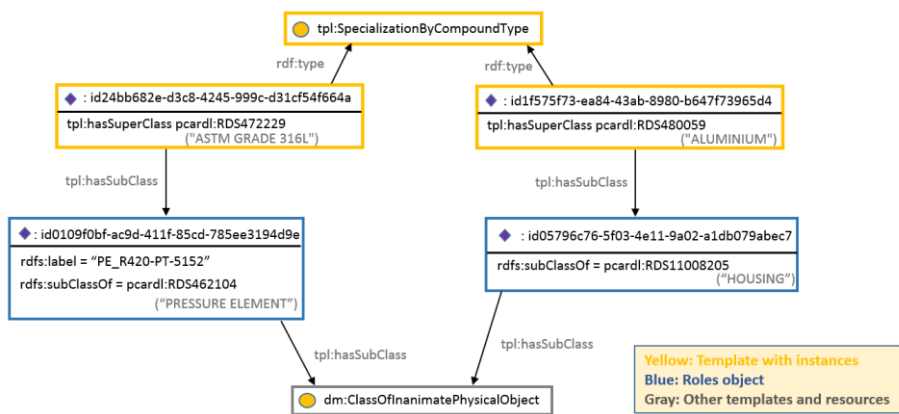 tpl:SpecializationByCompoundType
rdf:type
rdf:type
: id24bb682e-d3c8-4245-999c-d31cf54f664a
tpl:hasSuperClass pcardl:RDS472229
("ASTM GRADE 316L")
: id1f575f73-ea84-43ab-8980-b647f73965d4
tpl:hasSuperClass pcardl:RDS480059
("ALUMINIUM")
tpl:hasSubClass
tpl:hasSubClass
: id0109f0bf-ac9d-411f-85cd-785ee3194d9e
rdfs:label = “PE_R420-PT-5152”
rdfs:subClassOf = pcardl:RDS462104
(“PRESSURE ELEMENT”)
: id05796c76-5f03-4e11-9a02-a1db079abec7
rdfs:subClassOf = pcardl:RDS11008205
(“HOUSING”)
tpl:hasSubClass
tpl:hasSubClass
dm:ClassOfInanimatePhysicalObject
Yellow: Template with instances
Blue: Roles object
Gray: Other templates and resources